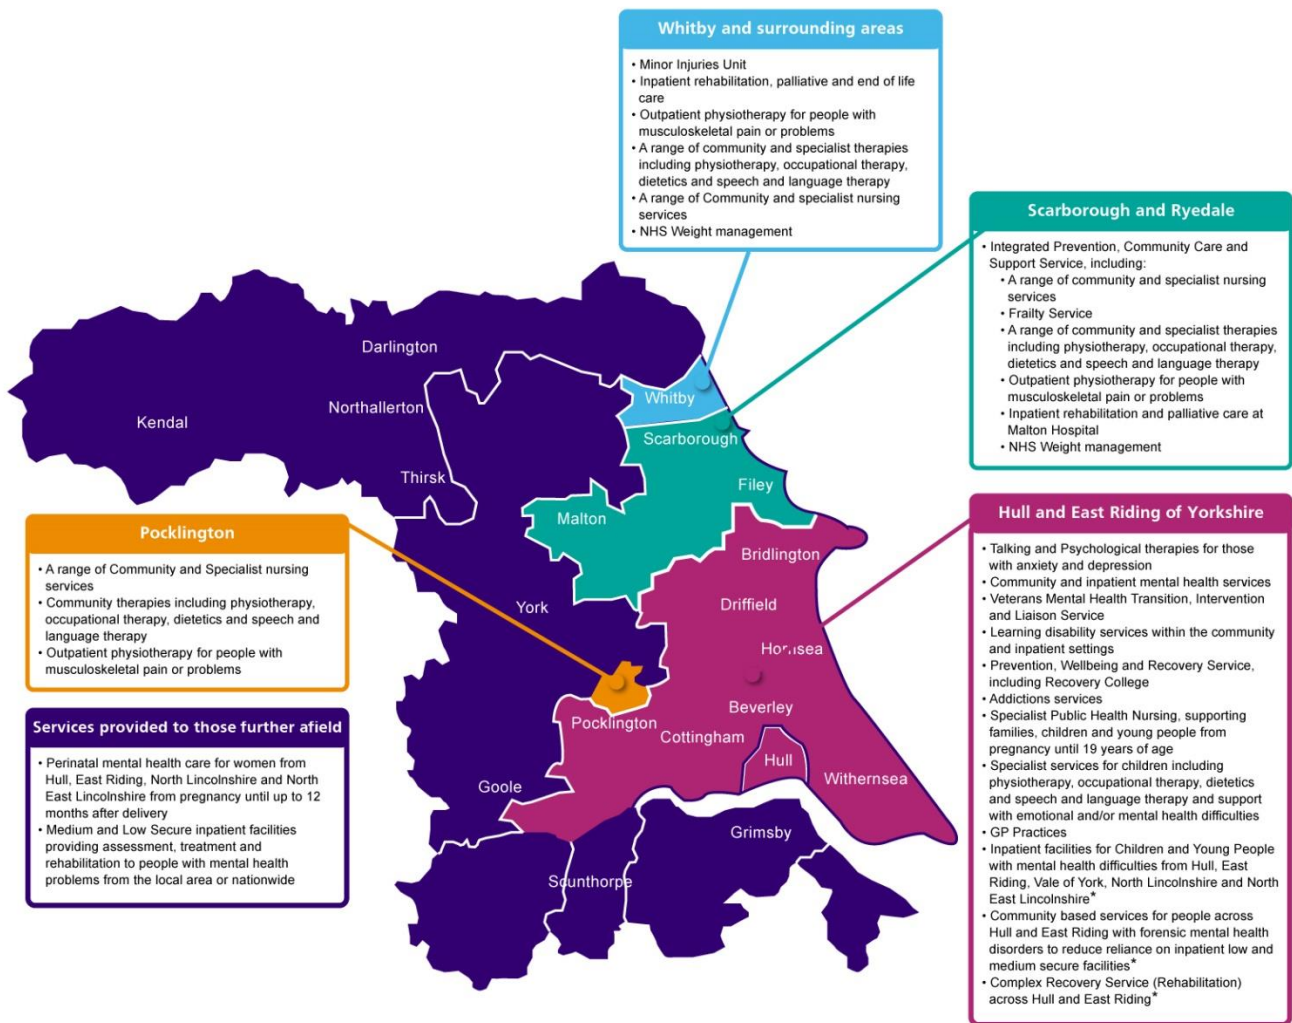 Whitby and surrounding areas
• Minor Injuries Unit
• Inpatient rehabilitation, palliative and end of life
care
• Outpatient physiotherapy for people with
musculoskeletal pain or problems
• A range of community and specialist therapies
including physiotherapy, occupational therapy,
dietetics and speech and language therapy
• A range of Community and specialist nursing
services
• NHS Weight management
Scarborough and Ryedale
• Integrated Prevention, Community Care and
Support Service, including:
• A range of community and specialist nursing
services
• Frailty Service
• A range of community and specialist therapies
including physiotherapy, occupational therapy,
dietetics and speech and language therapy
• Outpatient physiotherapy for people with
musculoskeletal pain or problems
• Inpatient rehabilitation and palliative care at
Malton Hospital
• NHS Weight management
Darlington
Kendal
Northallerton
Thirsk
Whitby
Scarborough
Filey
Malton
Bridlington
Driffield
York
Hornsea
Beverley
Pocklington
Cottingham
Hull
Withernsea
Goole
Grimsby
Scunthorpe
Pocklington
• A range of Community and Specialist nursing
services
• Community therapies including physiotherapy,
occupational therapy, dietetics and speech and
language therapy
• Outpatient physiotherapy for people with
musculoskeletal pain or problems
Services provided to those further afield
• Perinatal mental health care for women from
Hull, East Riding, North Lincolnshire and North
East Lincolnshire from pregnancy until up to 12
months after delivery
• Medium and Low Secure inpatient facilities
providing assessment, treatment and
rehabilitation to people with mental health
problems from the local area or nationwide
Hull and East Riding of Yorkshire
• Talking and Psychological therapies for those
with anxiety and depression
• Community and inpatient mental health services
• Veterans Mental Health Transition, Intervention
and Liaison Service
• Learning disability services within the community
and inpatient settings
• Prevention, Wellbeing and Recovery Service,
including Recovery College
• Addictions services
• Specialist Public Health Nursing, supporting
families, children and young people from
pregnancy until 19 years of age
• Specialist services for children including
physiotherapy, occupational therapy, dietetics
and speech and language therapy and support
with emotional and/or mental health difficulties
• GP Practices
• Inpatient facilities for Children and Young People
with mental health difficulties from Hull, East
Riding, Vale of York, North Lincolnshire and North
East Lincolnshire*
• Community based services for people across
Hull and East Riding with forensic mental health
disorders to reduce reliance on inpatient low and
medium secure facilities*
• Complex Recovery Service (Rehabilitation)
across Hull and East Riding*